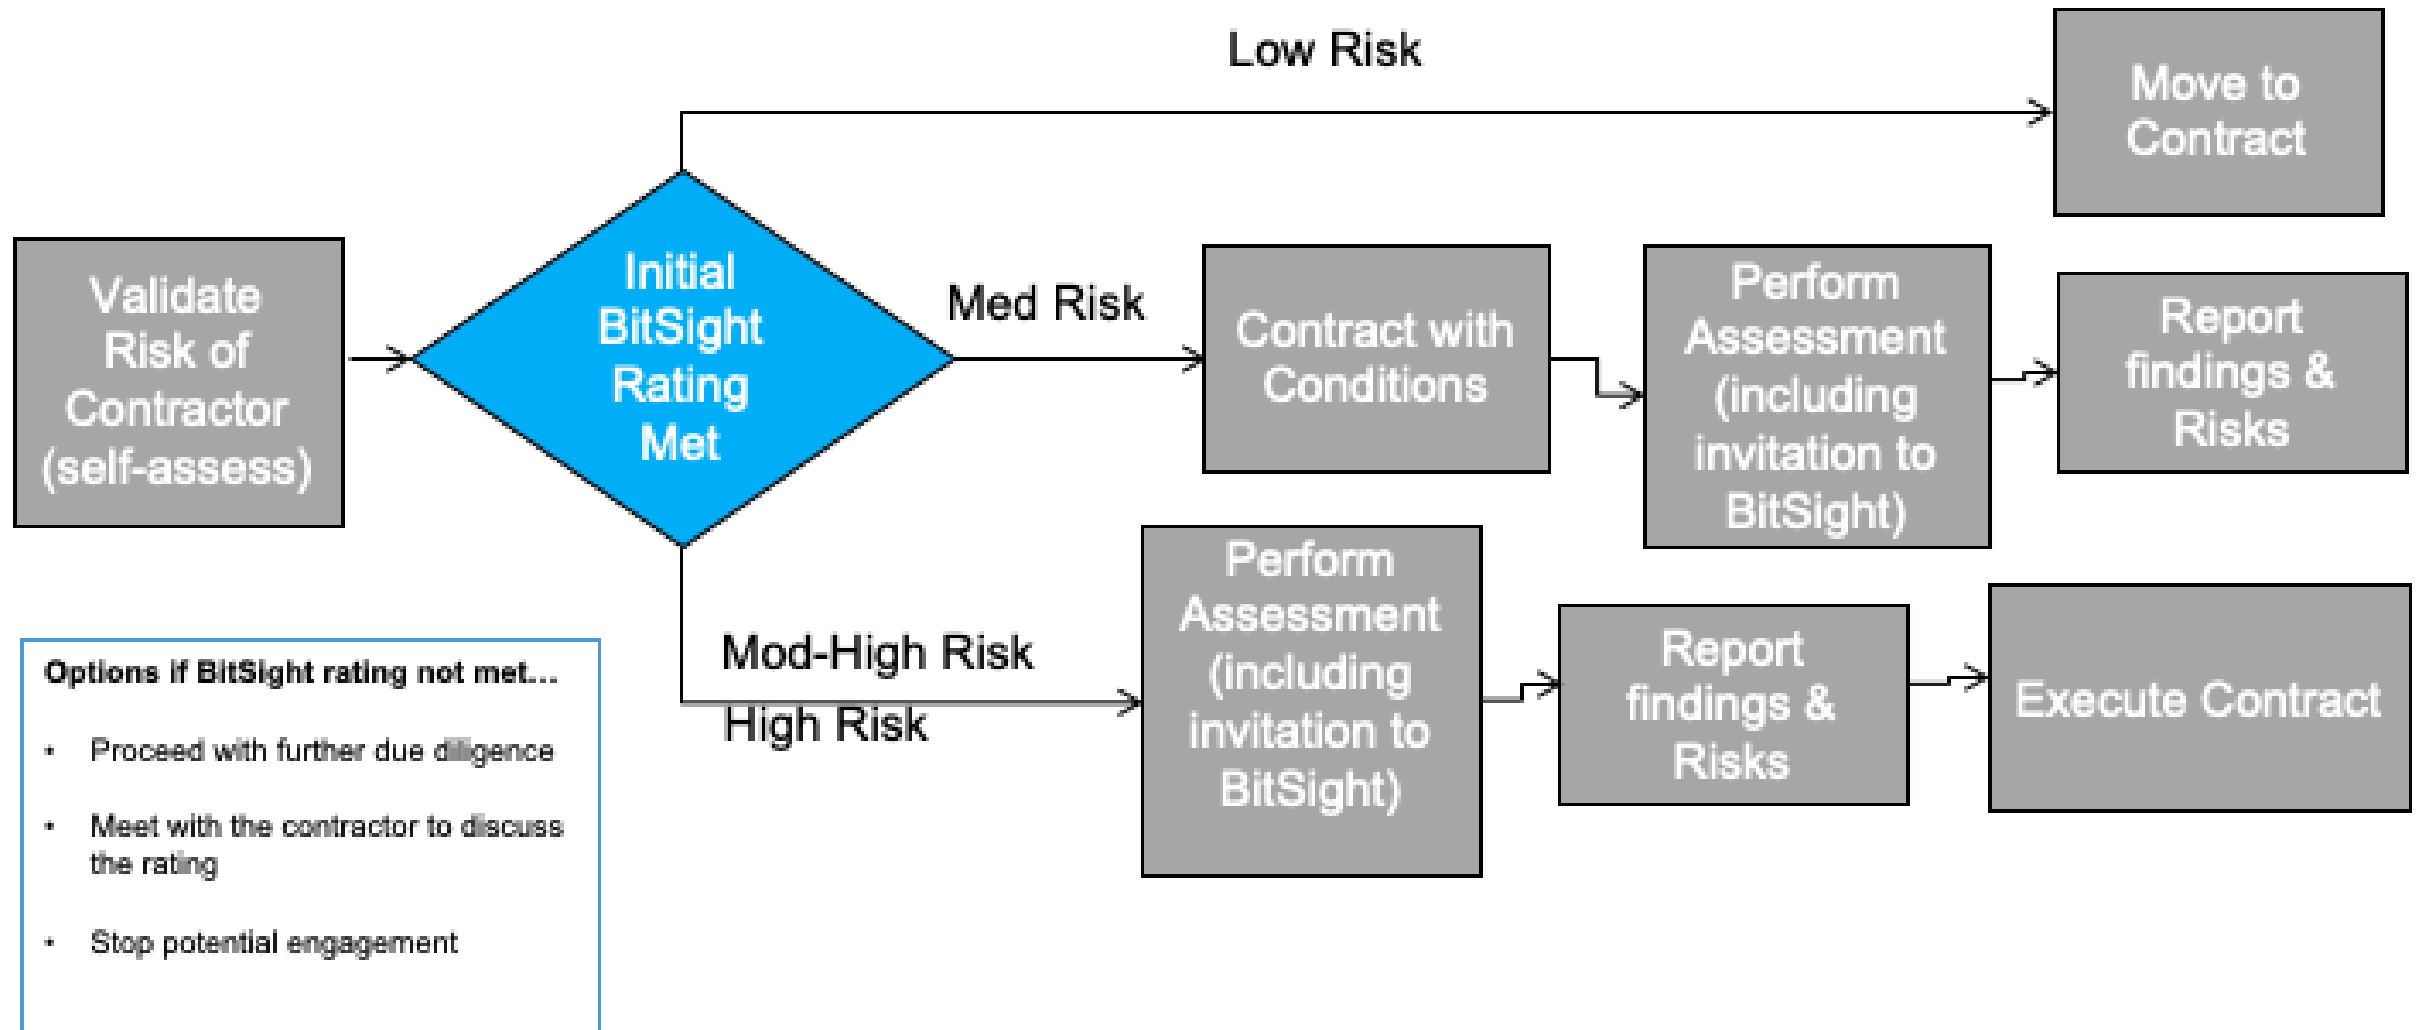 Low Risk
Move to
Contract
Validate
Risk of
Contractor
(self-assess)
Initial
BitSight
Rating
Met
Med Risk
Contract with
Conditions
Perform
Assessment
(including
invitation to
BitSight)
Report
findings &
Risks
Mod-High Risk
High Risk
Perform
Assessment
(including
invitation to
BitSight)
Report
findings &
Risks
Execute Contract
Options if BitSight rating not met...
• Proceed with further due diligence
• Meet with the contractor to discuss
the rating
• Stop potential engagement